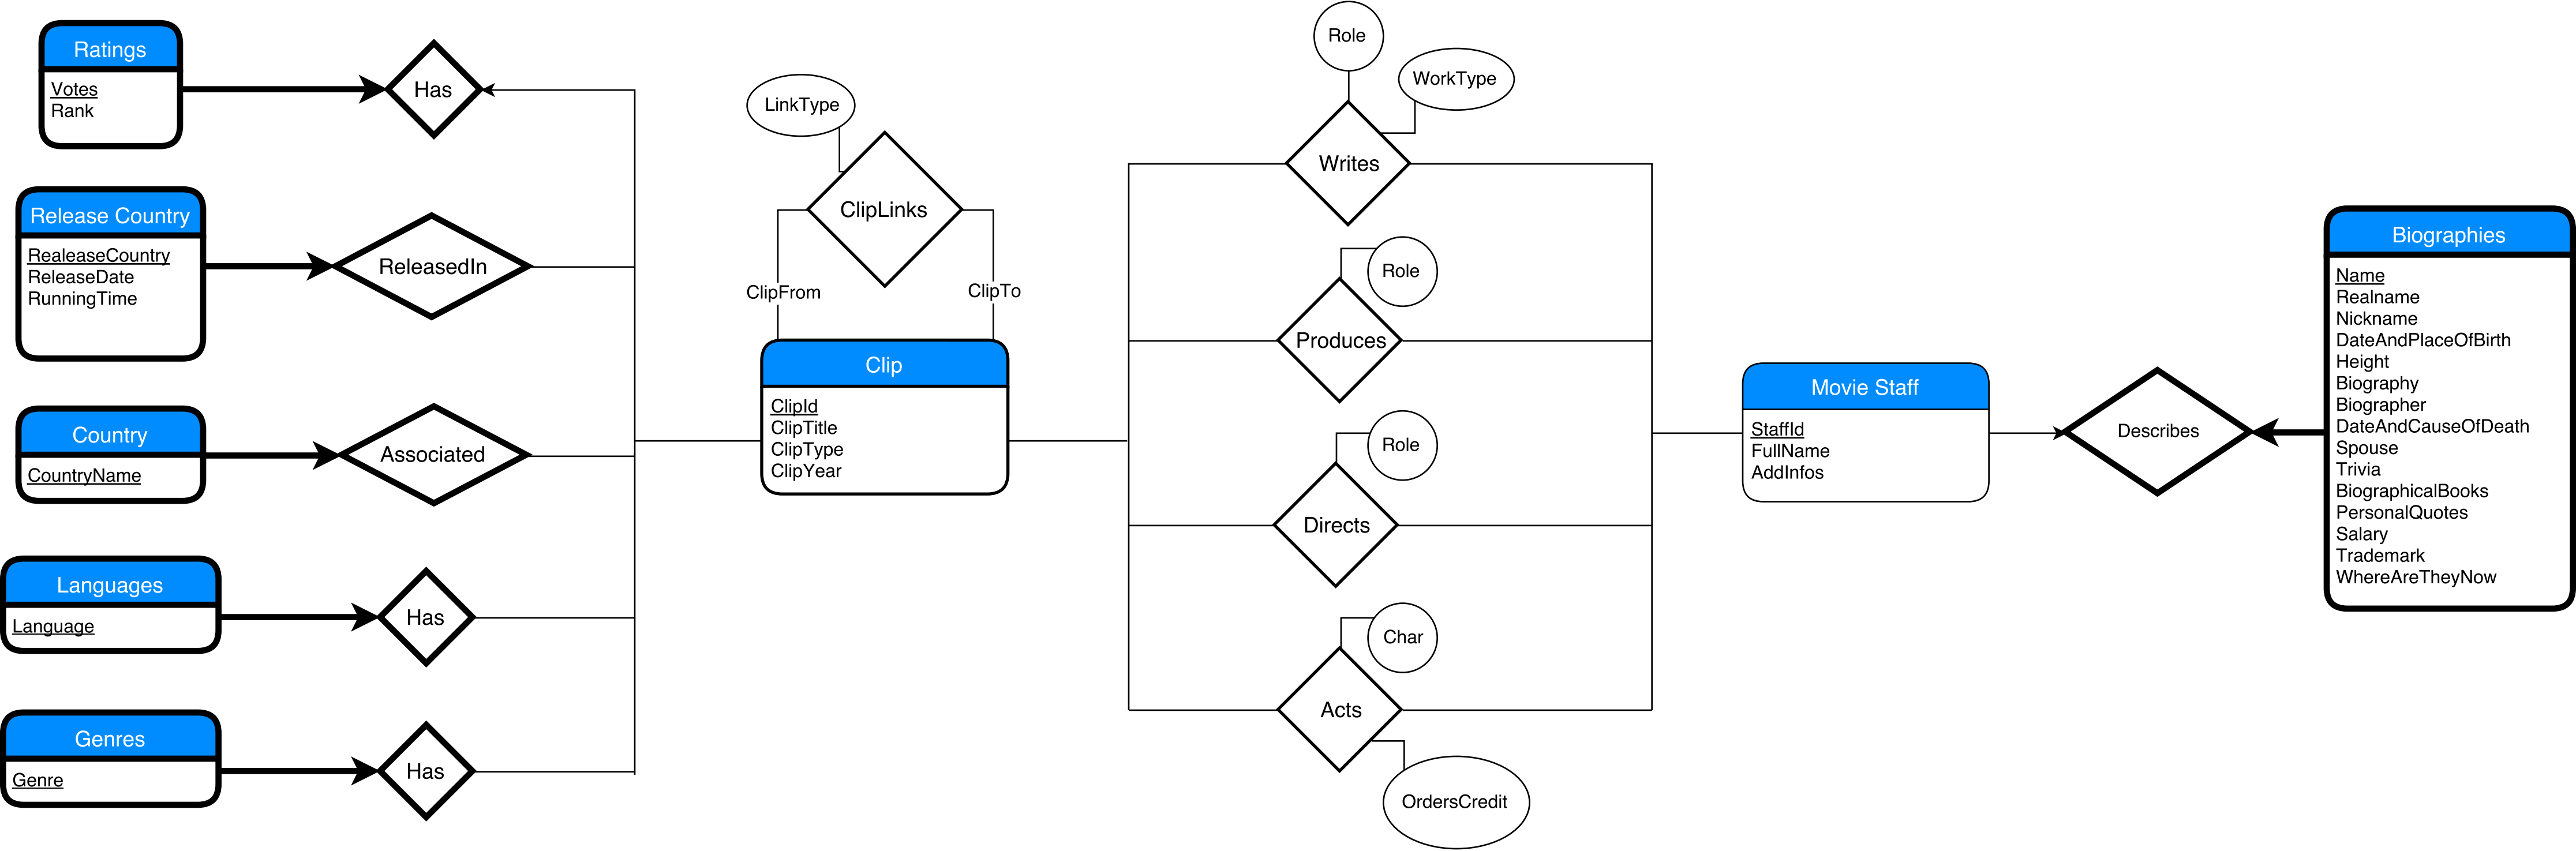 Ratings
Votes
Rank
Has
Release Country
RealeaseCountry
ReleaseDate
RunningTime
ReleasedIn
Country
CountryName
Associated
Languages
Language
Has
Genres
Genre
Has
LinkType
ClipLinks
ClipFrom
ClipTo
Clip
ClipId
ClipTitle
ClipType
ClipYear
Role
WorkType
Writes
Role
Produces
Role
Directs
Char
Acts
OrdersCredit
Movie Staff
StaffId
FullName
AddInfos
Describes
Biographies
Name
Realname
Nickname
DateAndPlaceOfBirth
Height
Biography
Biographer
DateAndCauseOfDeath
Spouse
Trivia
BiographicalBooks
PersonalQuotes
Salary
Trademark
WhereAreTheyNow